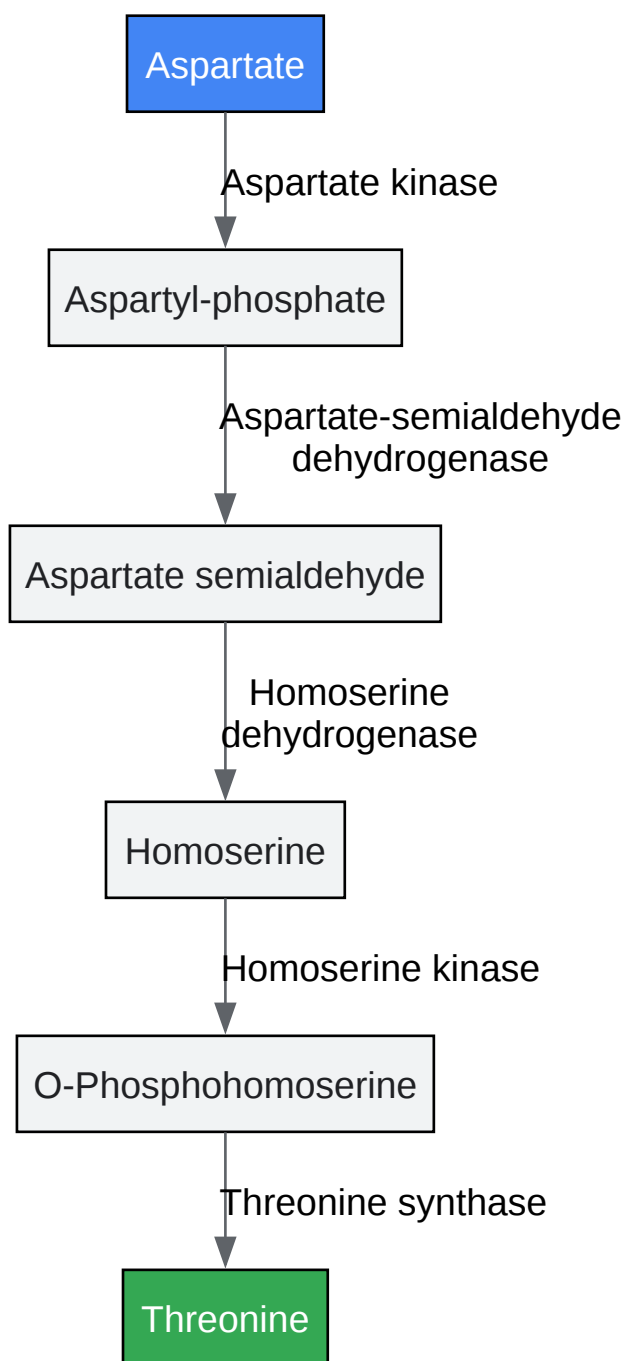 Aspartate
Aspartate kinase
Aspartyl-phosphate
Aspartate-semialdehyde
dehydrogenase
Aspartate semialdehyde
Homoserine
dehydrogenase
Homoserine
Homoserine kinase
O-Phosphohomoserine
Threonine synthase
Threonine